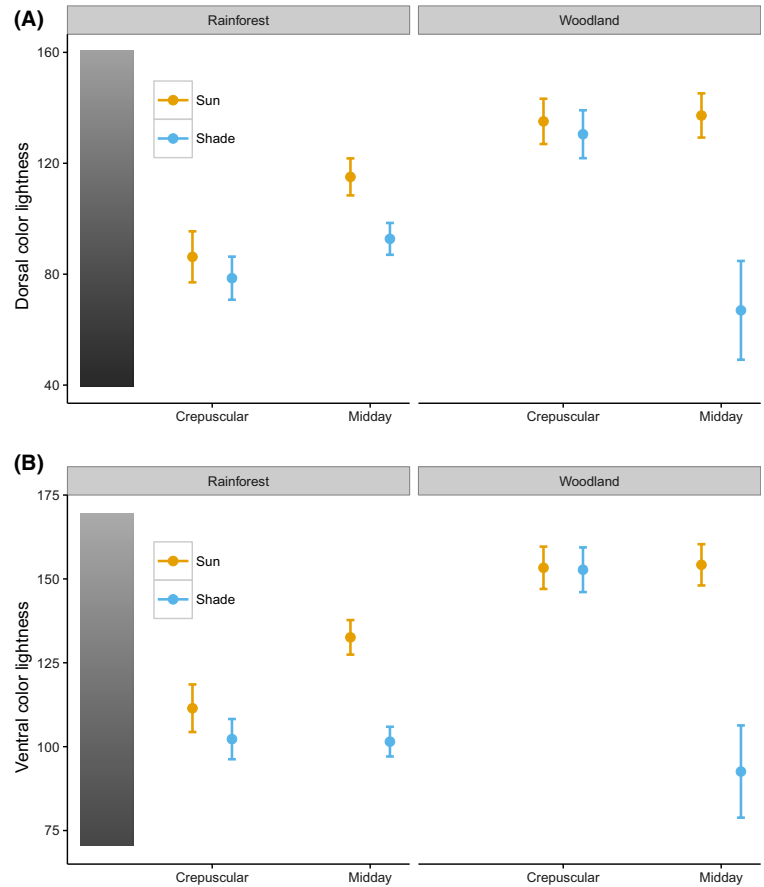 (A)
Rainforest Woodland
Dorsal color lightness
160
120
80
40
Sun
Shade
Crepuscular Midday Crepuscular Midday
(B)
Rainforest Woodland
Ventral color lightness
175
150
125
100
75
Sun
Shade
Crepuscular Midday Crepuscular Midday